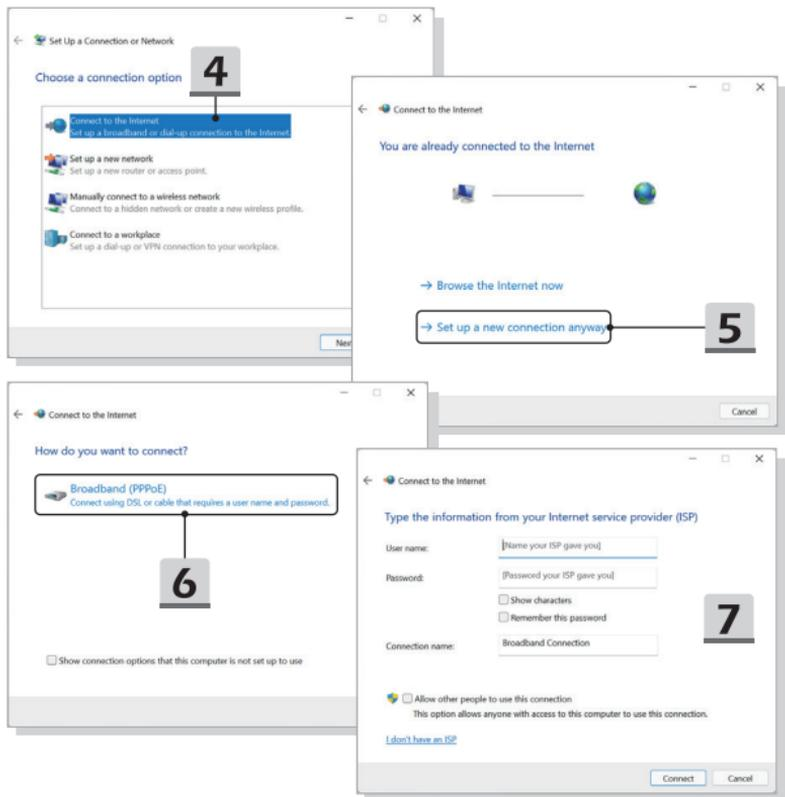 Set Up a Connection or Network
4
Choose a connection option
Connect to the Internet
Set up a broadband or dial-up connection to the Internet.
Set up a new network
Set up a new router or access point.
Manually connect to a wireless network
Connect to a hidden network or create a new wireless profile.
Connect to a workplace
Set up a dial-up or VPN connection to your workplace.
Connect to the Internet
You are already connected to the Internet
→ Browse the Internet now
→ Set up a new connection anyway
5
Cancel
Connect to the Internet
How do you want to connect?
Broadband (PPPoE)
Connect using DSL or cable that requires a user name and password.
6
Show connection options that this computer is not set up to use
Connect to the Internet
Type the information from your Internet service provider (ISP)
User name: [Name your ISP gave you]
Password: [Password your ISP gave you]
Show characters
Remember this password
7
Connection name: Broadband Connection
Allow other people to use this connection
This option allows anyone with access to this computer to use this connection.
I don't have an ISP
Connect Cancel